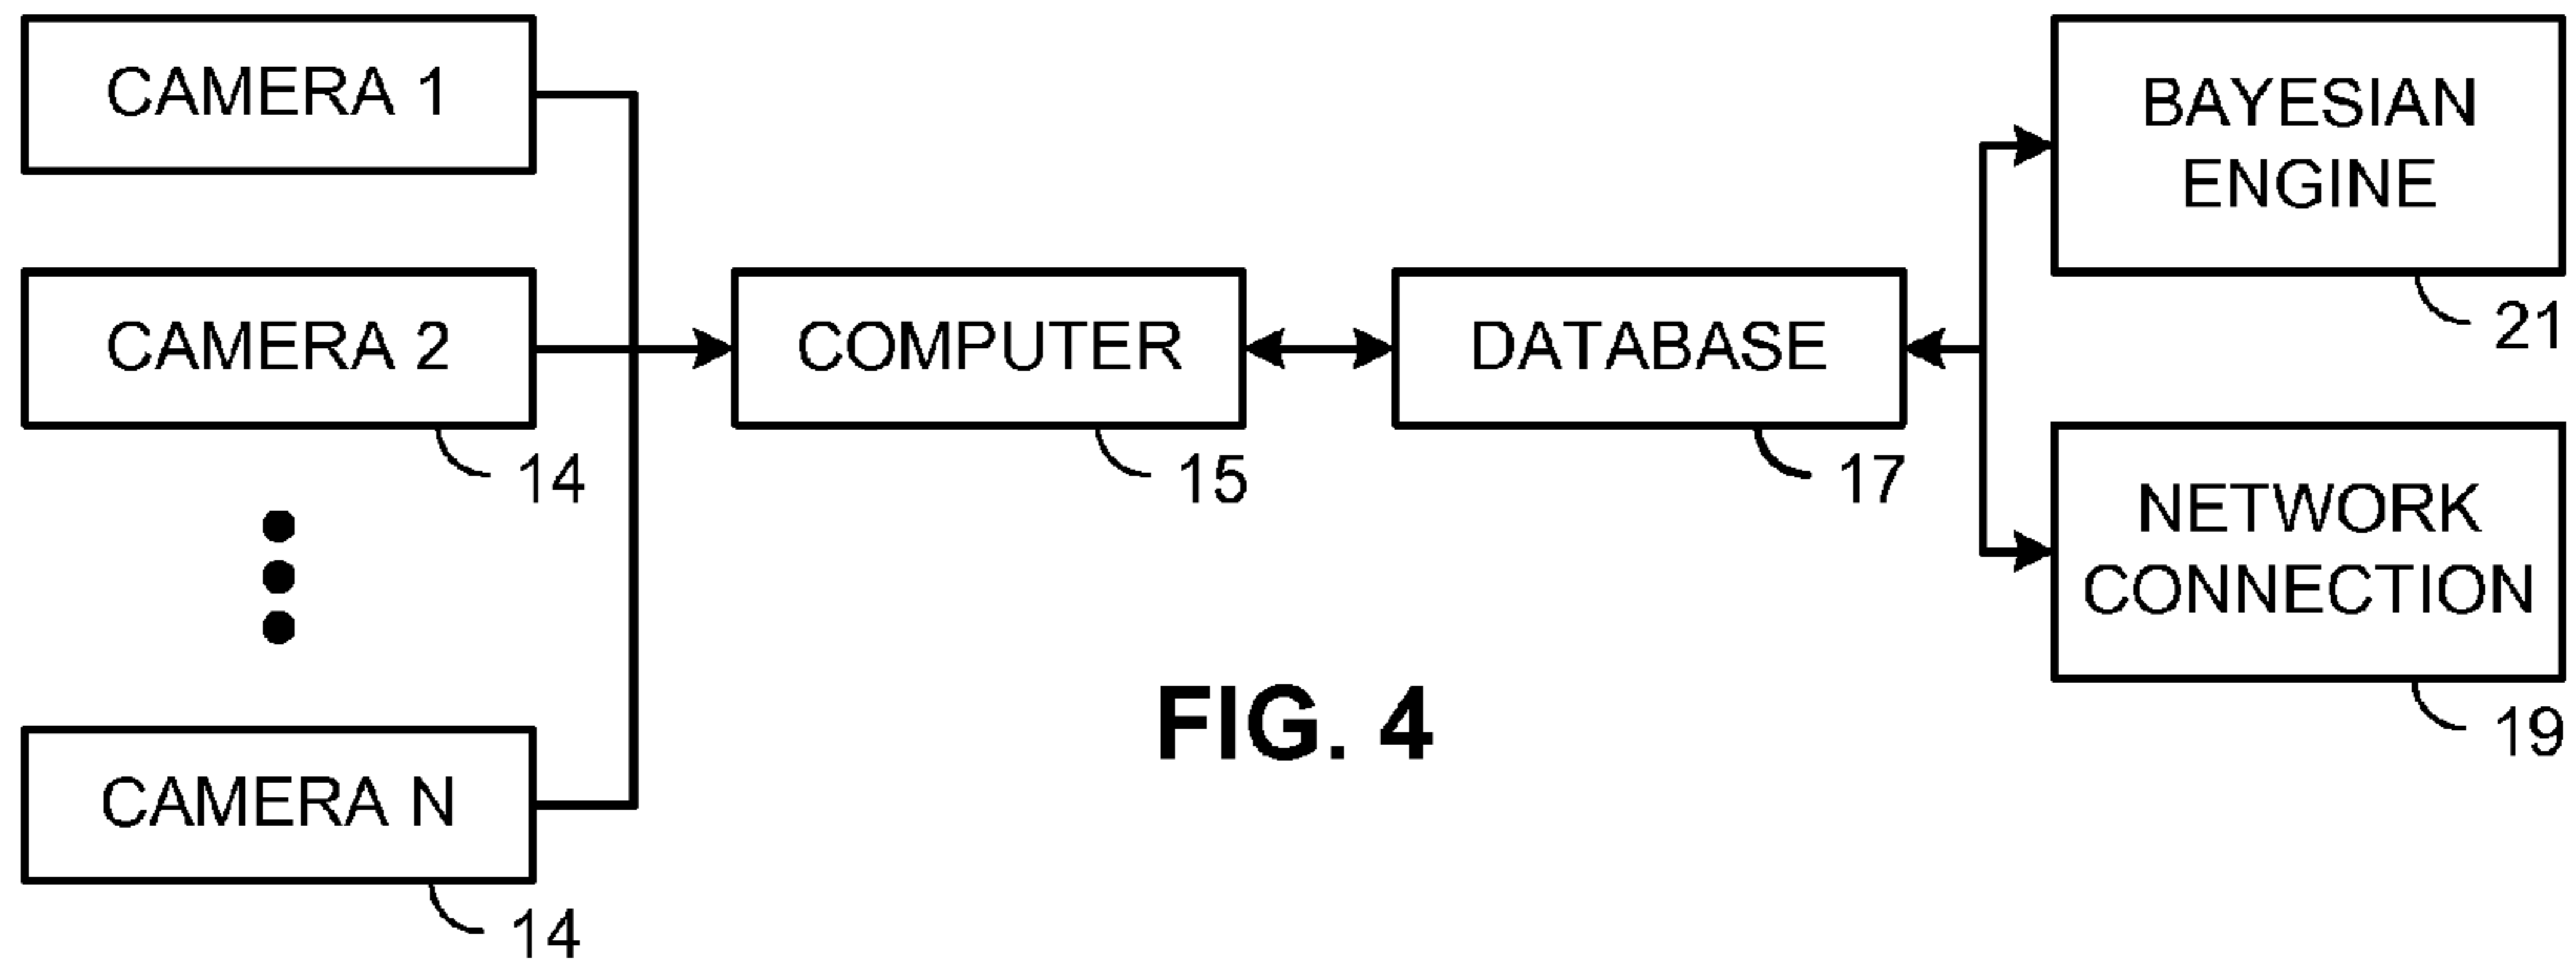 CAMERA 1
CAMERA 2
14
CAMERA N
14
COMPUTER
15
DATABASE
17
BAYESIAN
ENGINE
21
NETWORK
CONNECTION
19
FIG. 4